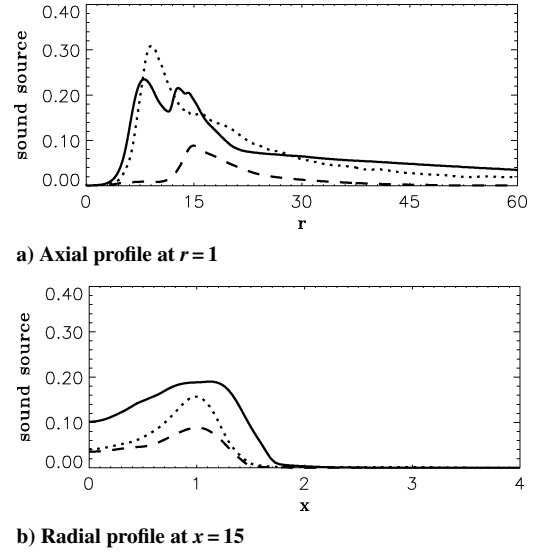 0.40
0.30
0.20
0.10
0.00
sound source
0 15 30 45 60
r
a) Axial profile at r = 1
0.40
0.30
0.20
0.10
0.00
sound source
0 1 2 3 4
x
b) Radial profile at x = 15